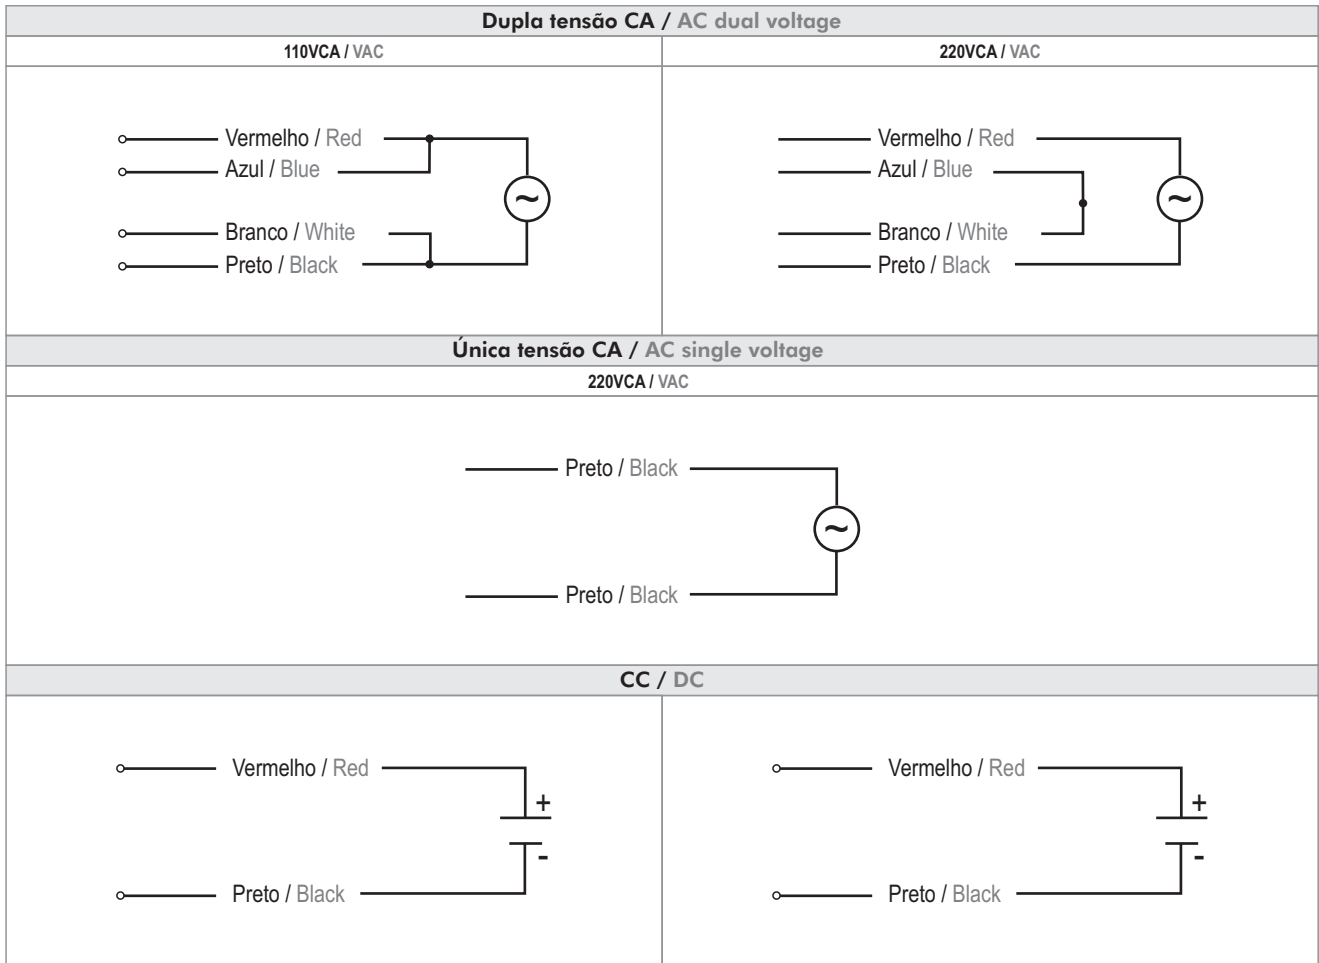 Dupla tensão CA / AC dual voltage
110VCA / VAC
220VCA / VAC
Vermelho / Red
Azul / Blue
Branco / White
Preto / Black
~
Vermelho / Red
Azul / Blue
Branco / White
Preto / Black
~
Única tensão CA / AC single voltage
220VCA / VAC
Preto / Black
~
Preto / Black
CC / DC
Vermelho / Red
+
-
Preto / Black
Vermelho / Red
+
-
Preto / Black